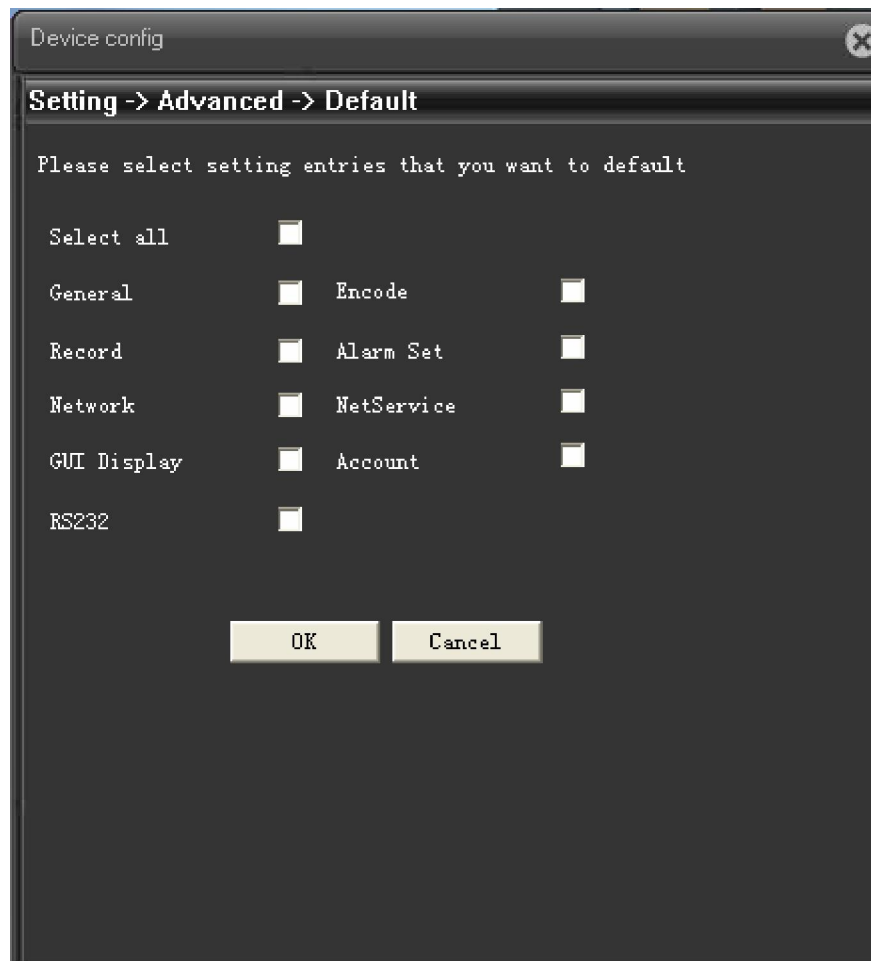 Device config
Setting -> Advanced -> Default
Please select setting entries that you want to default
Select all
General Encode
Record Alarm Set
Network NetService
GUI Display Account
RS232
OK Cancel